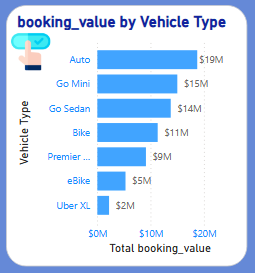 booking_value by Vehicle Type
Auto $19M
Go Mini $15M
Go Sedan $14M
Bike $11M
Premier ... $9M
eBike $5M
Uber XL $2M
Vehicle Type
$0M $10M $20M
Total booking_value